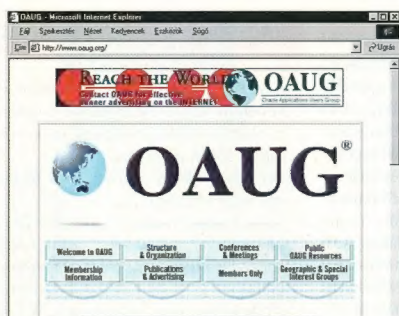 OAUG - Microsoft Internet Explorer
Fájl Szerkesztés Nézet Kedvencek Eszközök Súgó
Cím http://www.oaug.org/ Ugrás
REACH THE WORLD
Contact OAUG for effective
banner advertising on the INTERNET
OAUG
Oracle Applications Users Group
OAUG®
Welcome to OAUG
Structure
& Organization
Conferences
& Meetings
Public
OAUG Resources
Membership
Information
Publications
& Advertising
Members Only
Geographic & Special
Interest Groups